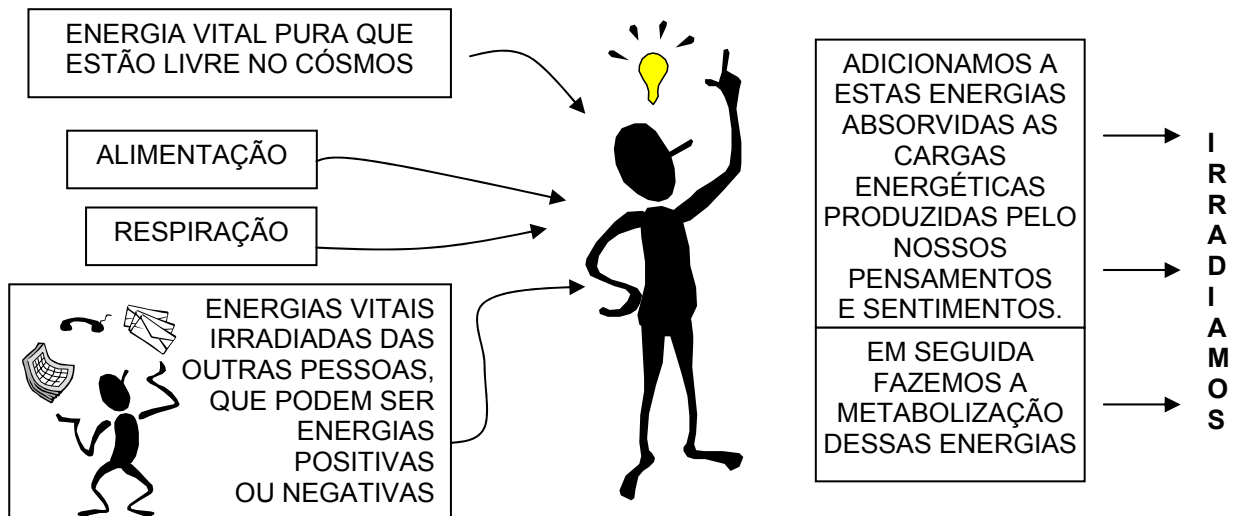 ENERGIA VITAL PURA QUE
ESTÃO LIVRE NO CÓSMOS
ALIMENTAÇÃO
RESPIRAÇÃO
ENERGIAS VITAIS
IRRADIADAS DAS
OUTRAS PESSOAS,
QUE PODEM SER
ENERGIAS
POSITIVAS
OU NEGATIVAS
ADICIONAMOS A
ESTAS ENERGIAS
ABSORVIDAS AS
CARGAS
ENERGÉTICAS
PRODUZIDAS PELO
NOSSOS
PENSAMENTOS
E SENTIMENTOS.
EM SEGUIDA
FAZEMOS A
METABOLIZAÇÃO
DESSAS ENERGIAS
IRRADIAMOS